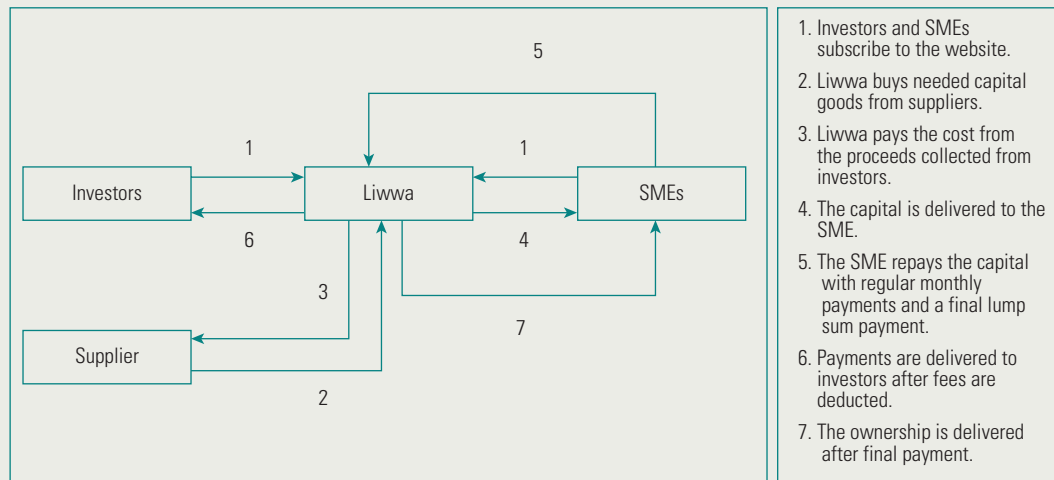 5
1
1
Investors
Liwwa
SMEs
6
4
3
7
Supplier
2
1. Investors and SMEs
subscribe to the website.
2. Liwwa buys needed capital
goods from suppliers.
3. Liwwa pays the cost from
the proceeds collected from
investors.
4. The capital is delivered to the
SME.
5. The SME repays the capital
with regular monthly
payments and a final lump
sum payment.
6. Payments are delivered to
investors after fees are
deducted.
7. The ownership is delivered
after final payment.